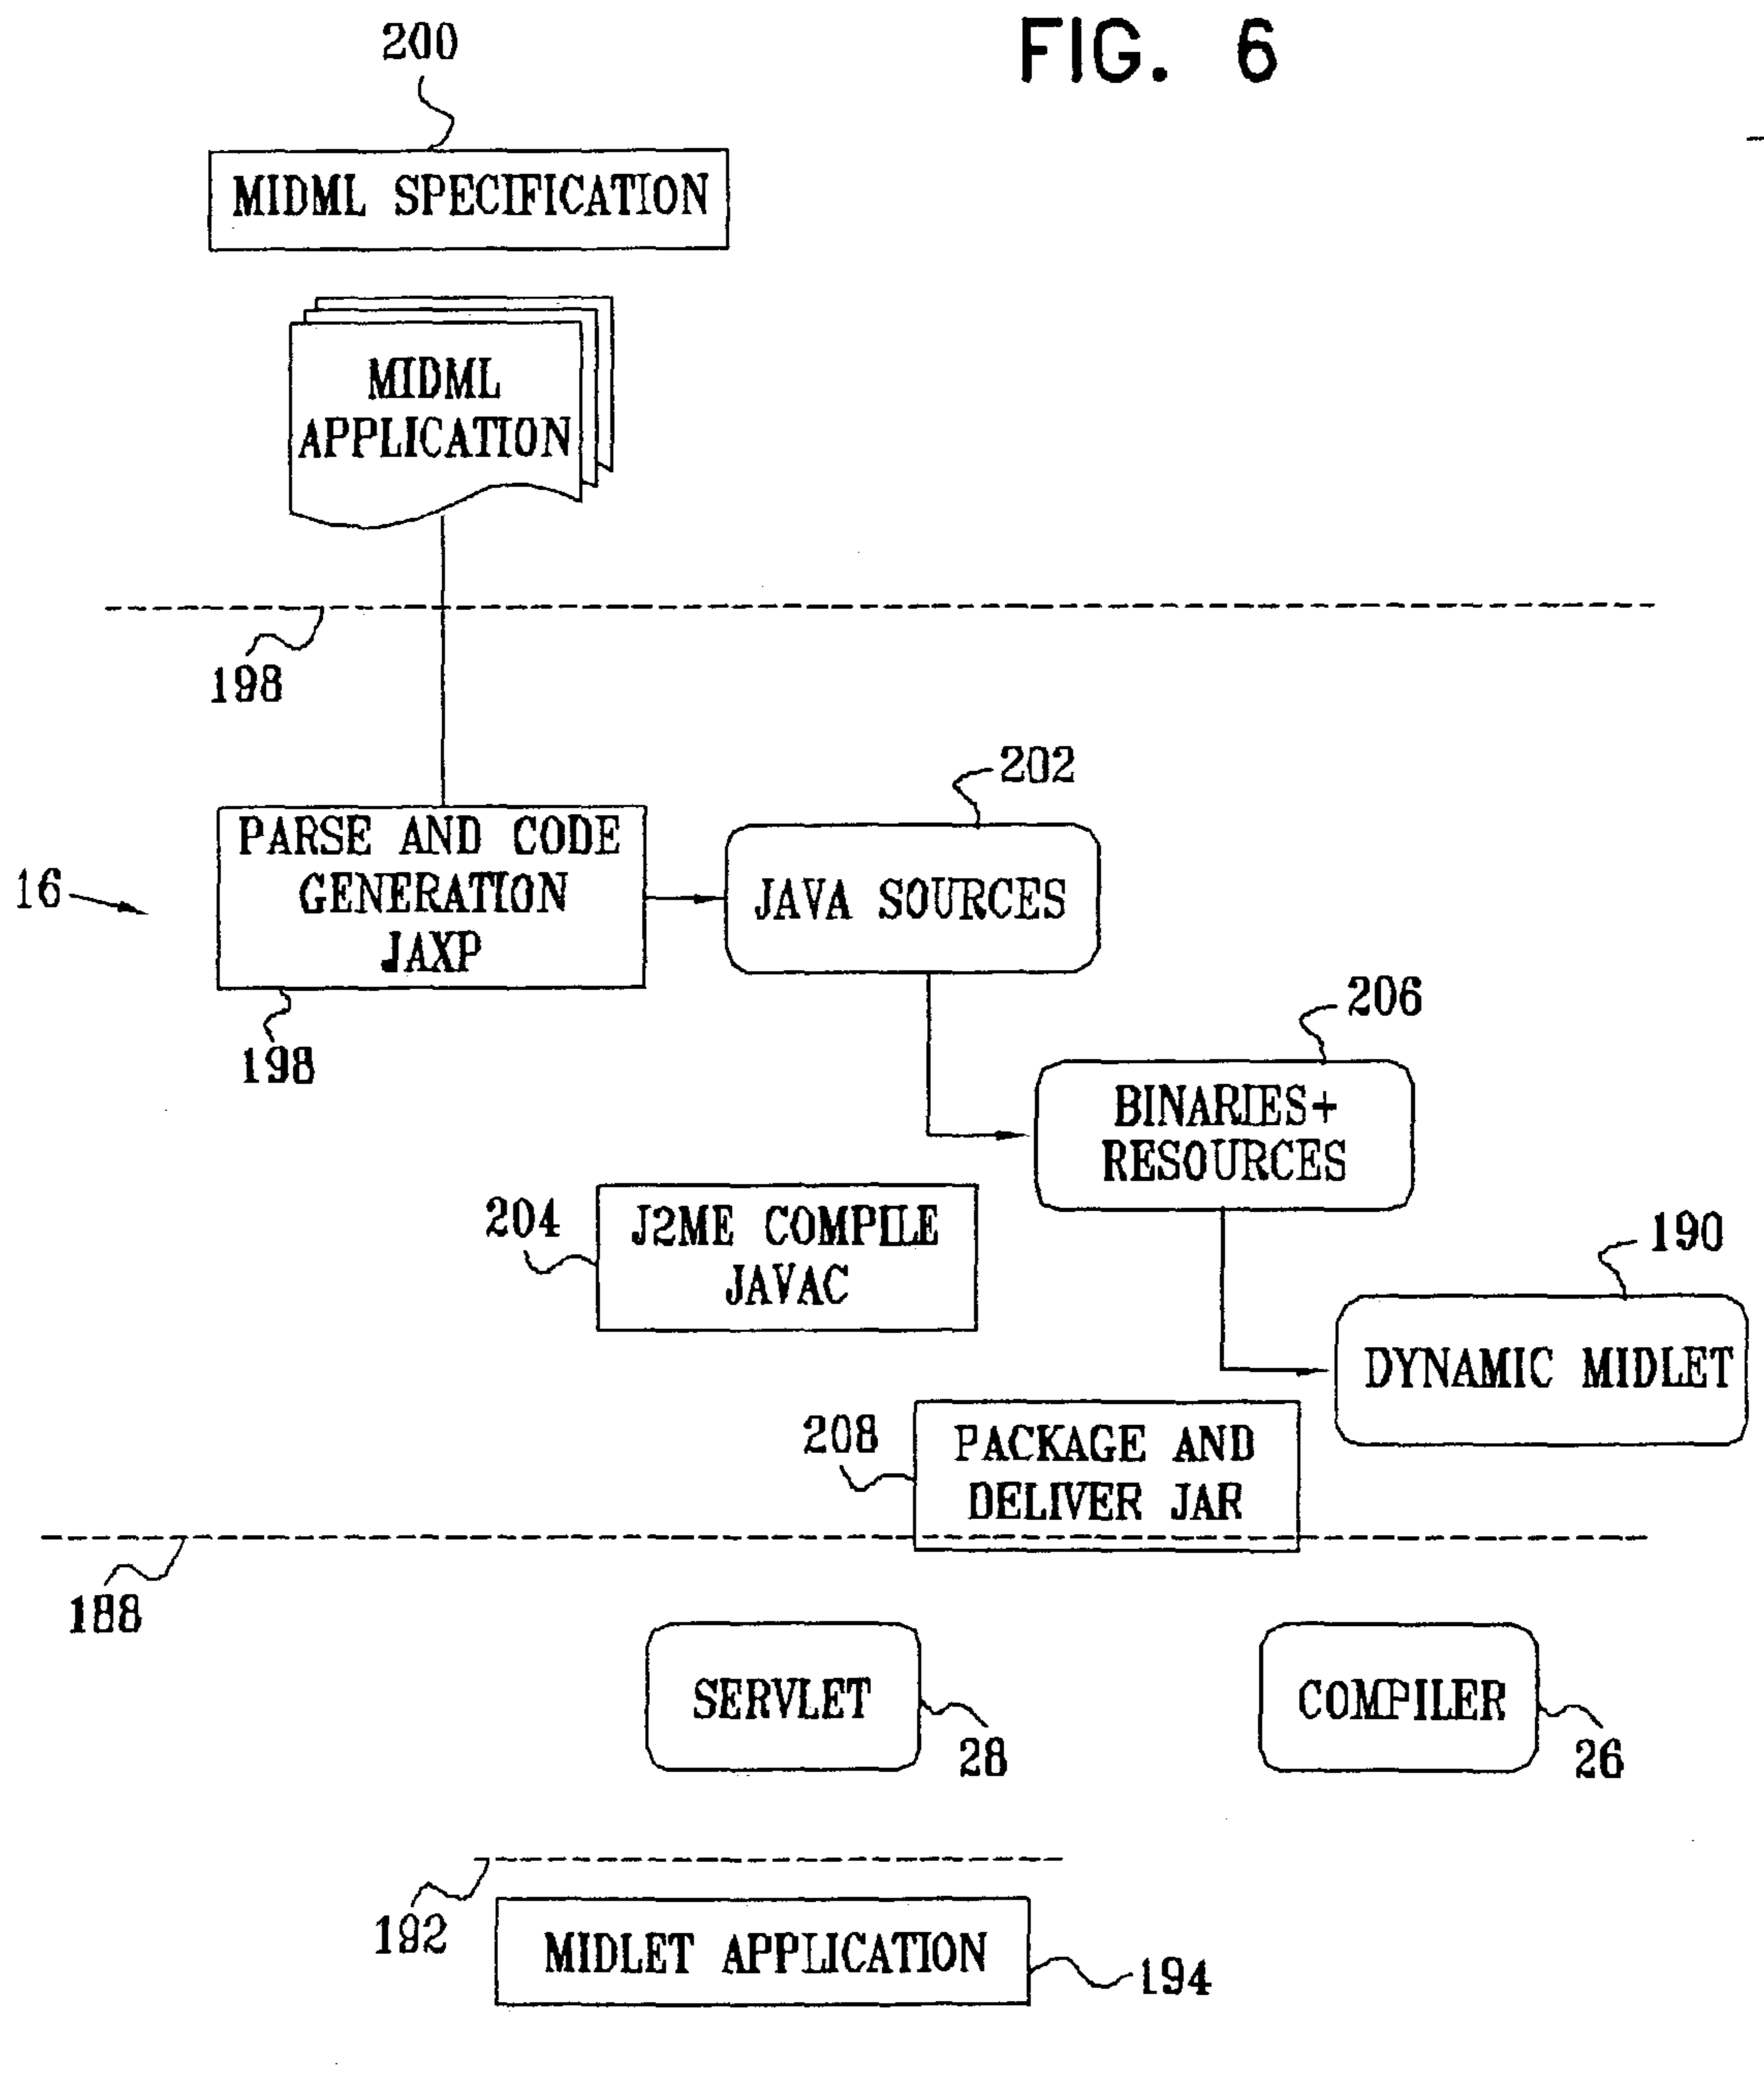 FIG. 6
200
MIDML SPECIFICATION
MIDML
APPLICATION
198
202
PARSE AND CODE
GENERATION
JAXP
16
JAVA SOURCES
198
206
BINARIES+
RESOURCES
204
J2ME COMPILE
JAVAC
190
DYNAMIC MIDLET
208
PACKAGE AND
DELIVER JAR
188
SERVLET
28
COMPILER
26
192
MIDLET APPLICATION
194